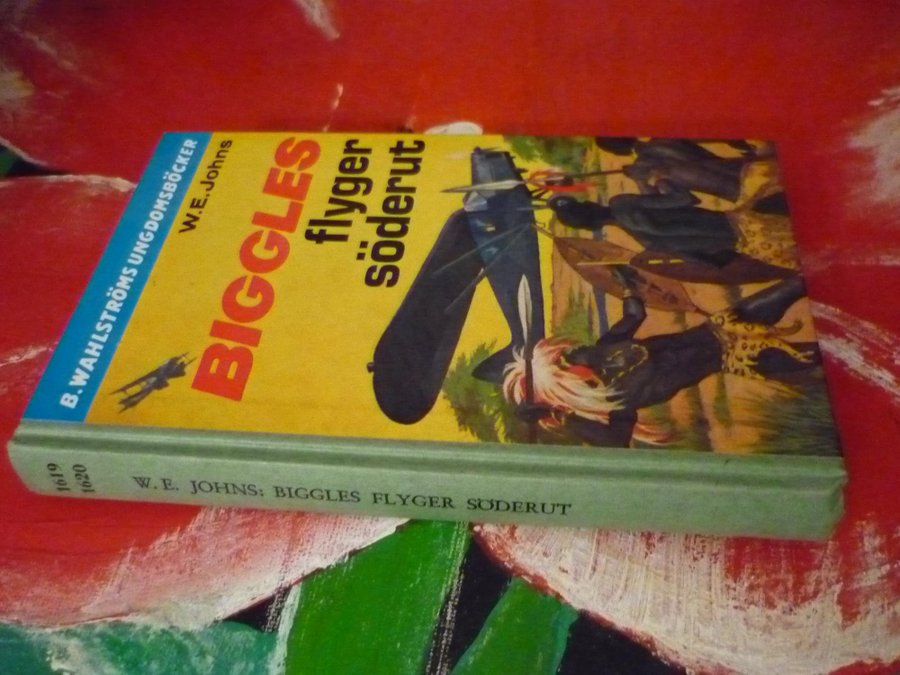 B. WAHLSTRÖMS UNGDOMSBÖCKER
W.E. Johns
BIGGLES
flyger
söderut
1619
1620
W. E. JOHNS: BIGGLES FLYGER SÖDERUT